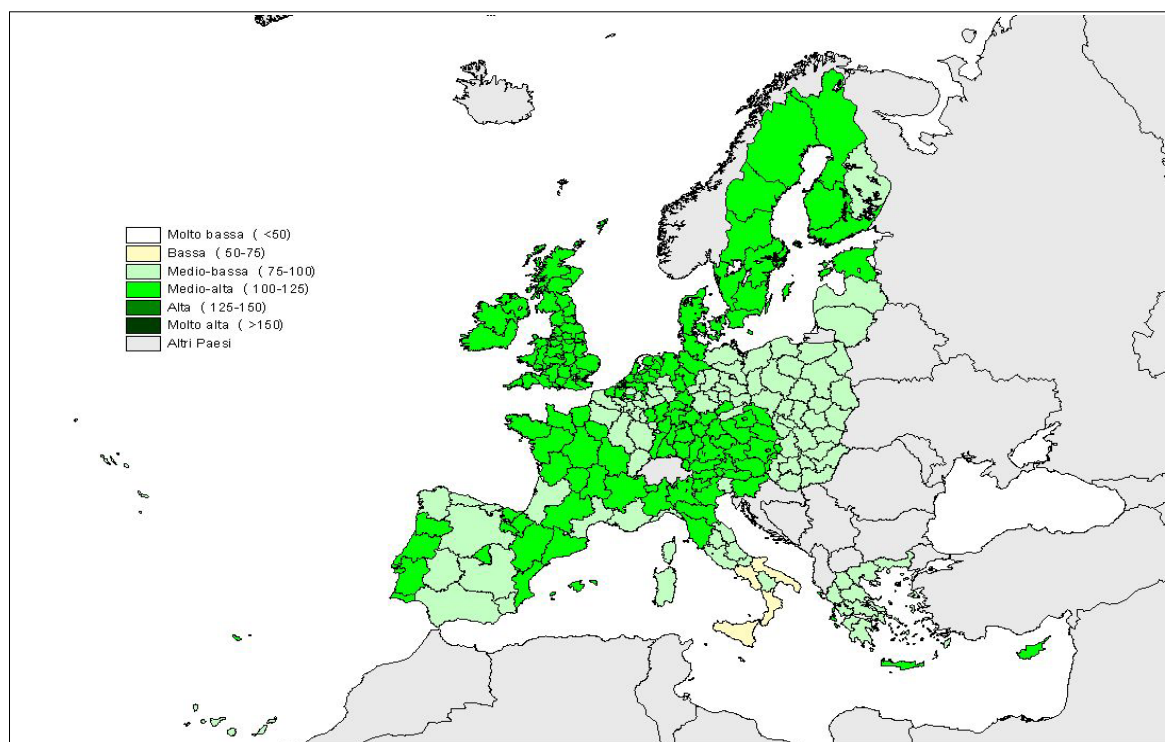 Molto bassa ( <50)
Bassa ( 50-75)
Medio-bassa ( 75-100)
Medio-alta ( 100-125)
Alta ( 125-150)
Molto alta ( >150)
Altri Paesi